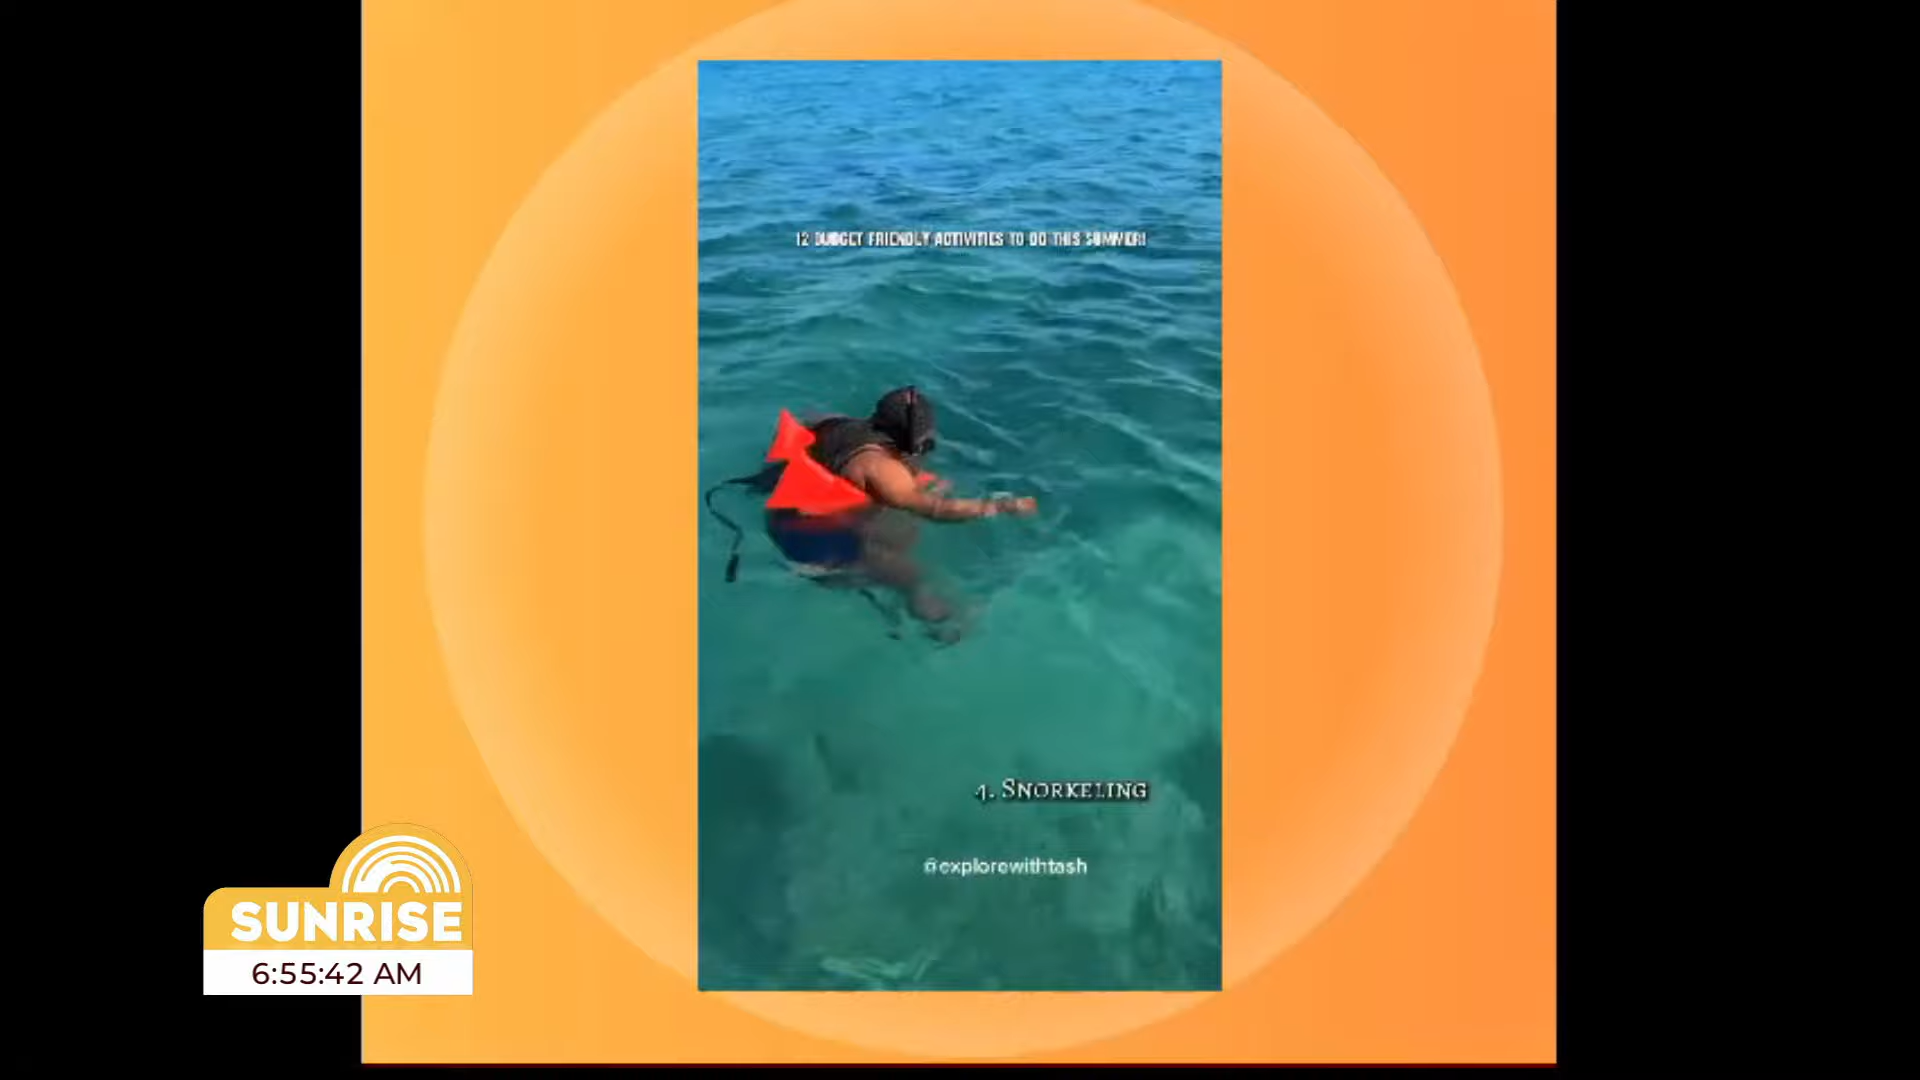 12 BUDGET FRIENDLY ACTIVITIES TO DO THIS SUMMER!
4. SNORKELING
@explorewithtash
SUNRISE
6:55:42 AM